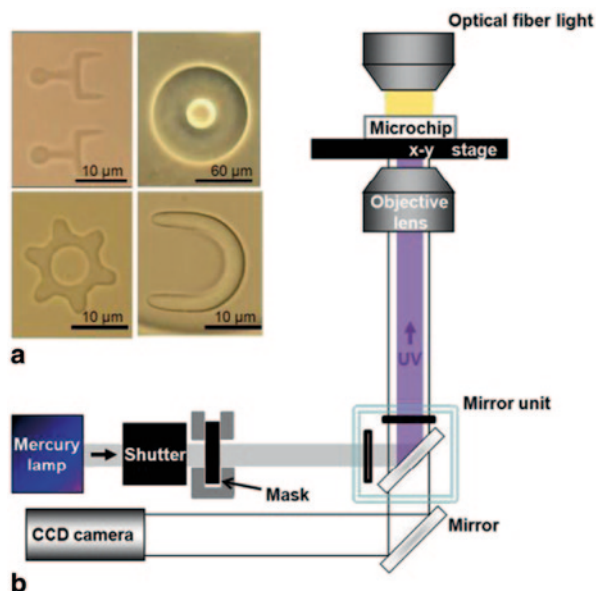 10 µm
60 µm
10 µm
10 µm
a
Optical fiber light
Microchip
x-y stage
Objective
lens
UV
Mirror unit
Mercury
lamp
Shutter
Mask
CCD camera
Mirror
b